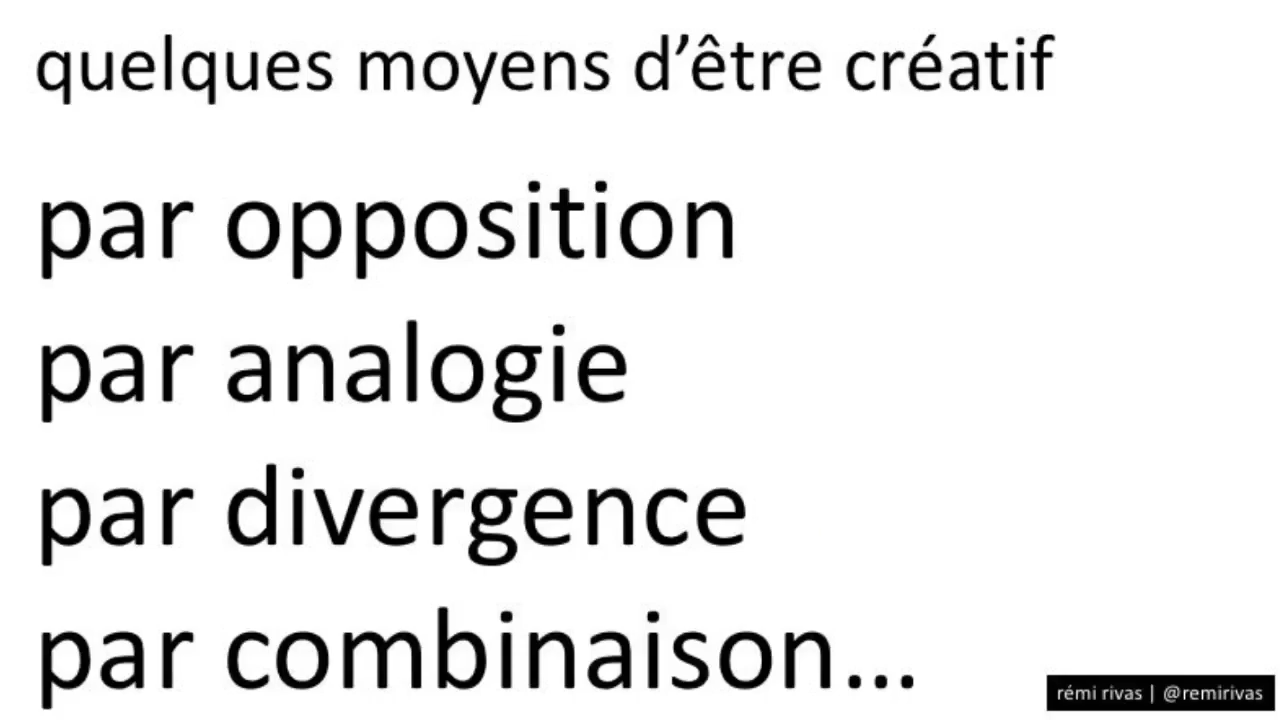 quelques moyens d’être créatif
par opposition
par analogie
par divergence
par combinaison...
rémi rivas | @remirivas